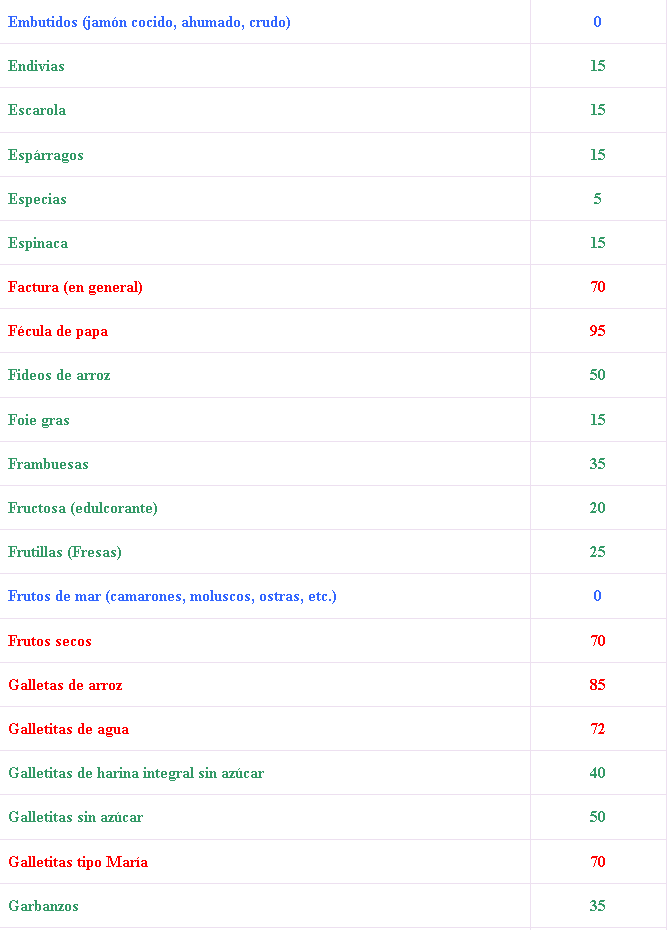 Embutidos (jamón cocido, ahumado, crudo) 0
Endivias 15
Escarola 15
Espárragos 15
Especias 5
Espinaca 15
Factura (en general) 70
Fécula de papa 95
Fideos de arroz 50
Foie gras 15
Frambuesas 35
Fructosa (edulcorante) 20
Frutillas (Fresas) 25
Frutos de mar (camarones, moluscos, ostras, etc.) 0
Frutos secos 70
Galletas de arroz 85
Galletitas de agua 72
Galletitas de harina integral sin azúcar 40
Galletitas sin azúcar 50
Galletitas tipo María 70
Garbanzos 35